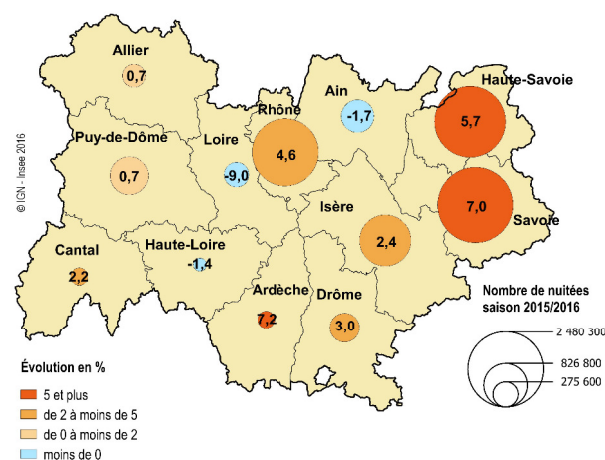 Allier
0,7
Haute-Savoie
5,7
Ain
-1,7
Rhône
4,6
Puy-de-Dôme
0,7
Loire
-9,0
Savoie
7,0
Isère
2,4
Cantal
2,2
Haute-Loire
-1,4
Ardèche
7,2
Drôme
3,0
© IGN - Insee 2016
Nombre de nuitées
saison 2015/2016
2 480 300
826 800
275 600
Évolution en %
5 et plus
de 2 à moins de 5
de 0 à moins de 2
moins de 0